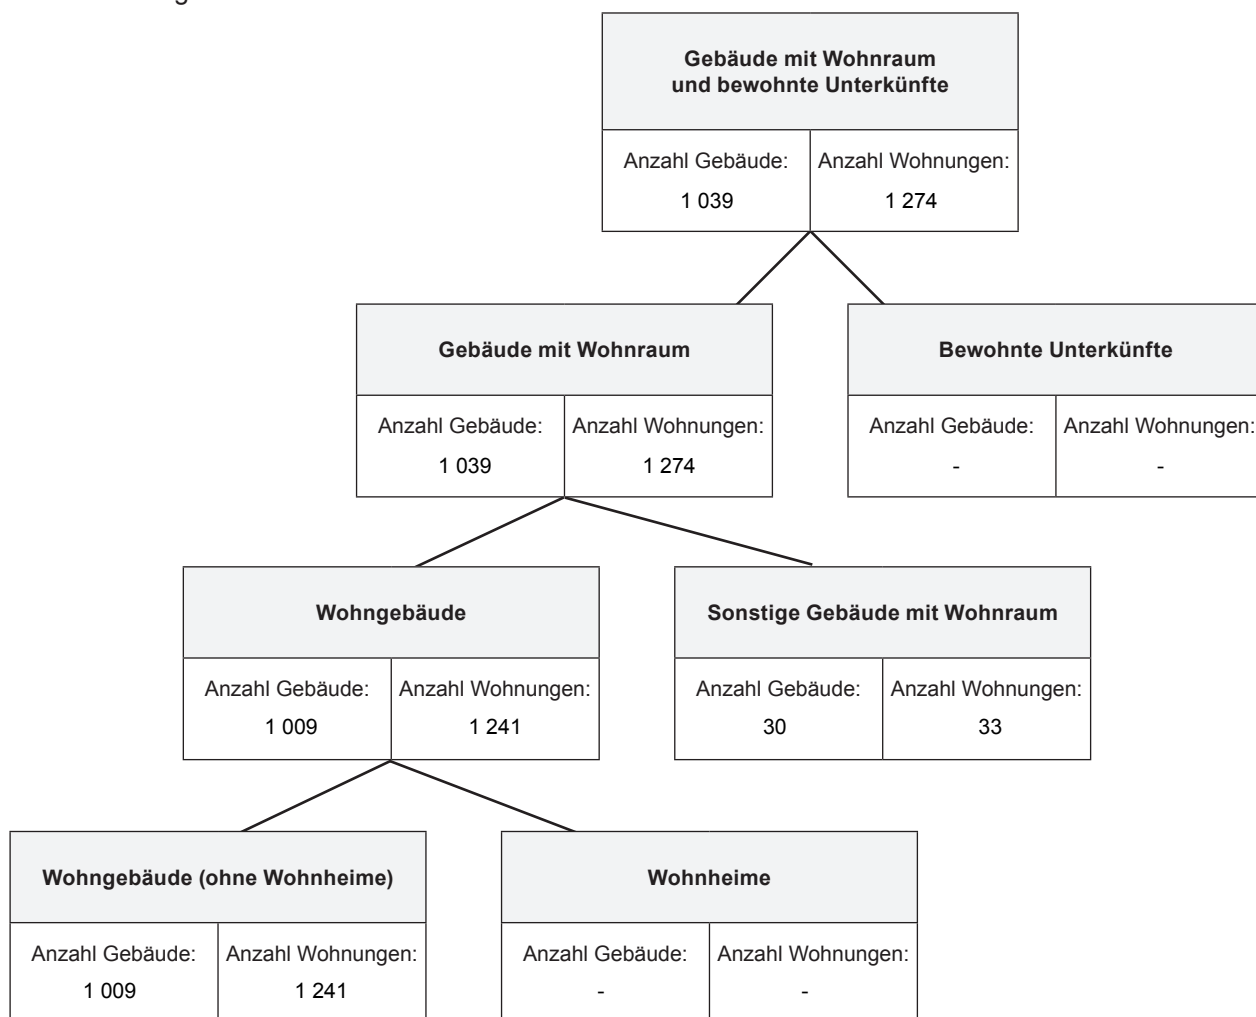 Gebäude mit Wohnraum
und bewohnte Unterkünfte
Anzahl Gebäude: Anzahl Wohnungen:
1 039 1 274
Gebäude mit Wohnraum Bewohnte Unterkünfte
Anzahl Gebäude: Anzahl Wohnungen: Anzahl Gebäude: Anzahl Wohnungen:
1 039 1 274 - -
Wohngebäude Sonstige Gebäude mit Wohnraum
Anzahl Gebäude: Anzahl Wohnungen: Anzahl Gebäude: Anzahl Wohnungen:
1 009 1 241 30 33
Wohngebäude (ohne Wohnheime) Wohnheime
Anzahl Gebäude: Anzahl Wohnungen: Anzahl Gebäude: Anzahl Wohnungen:
1 009 1 241 - -